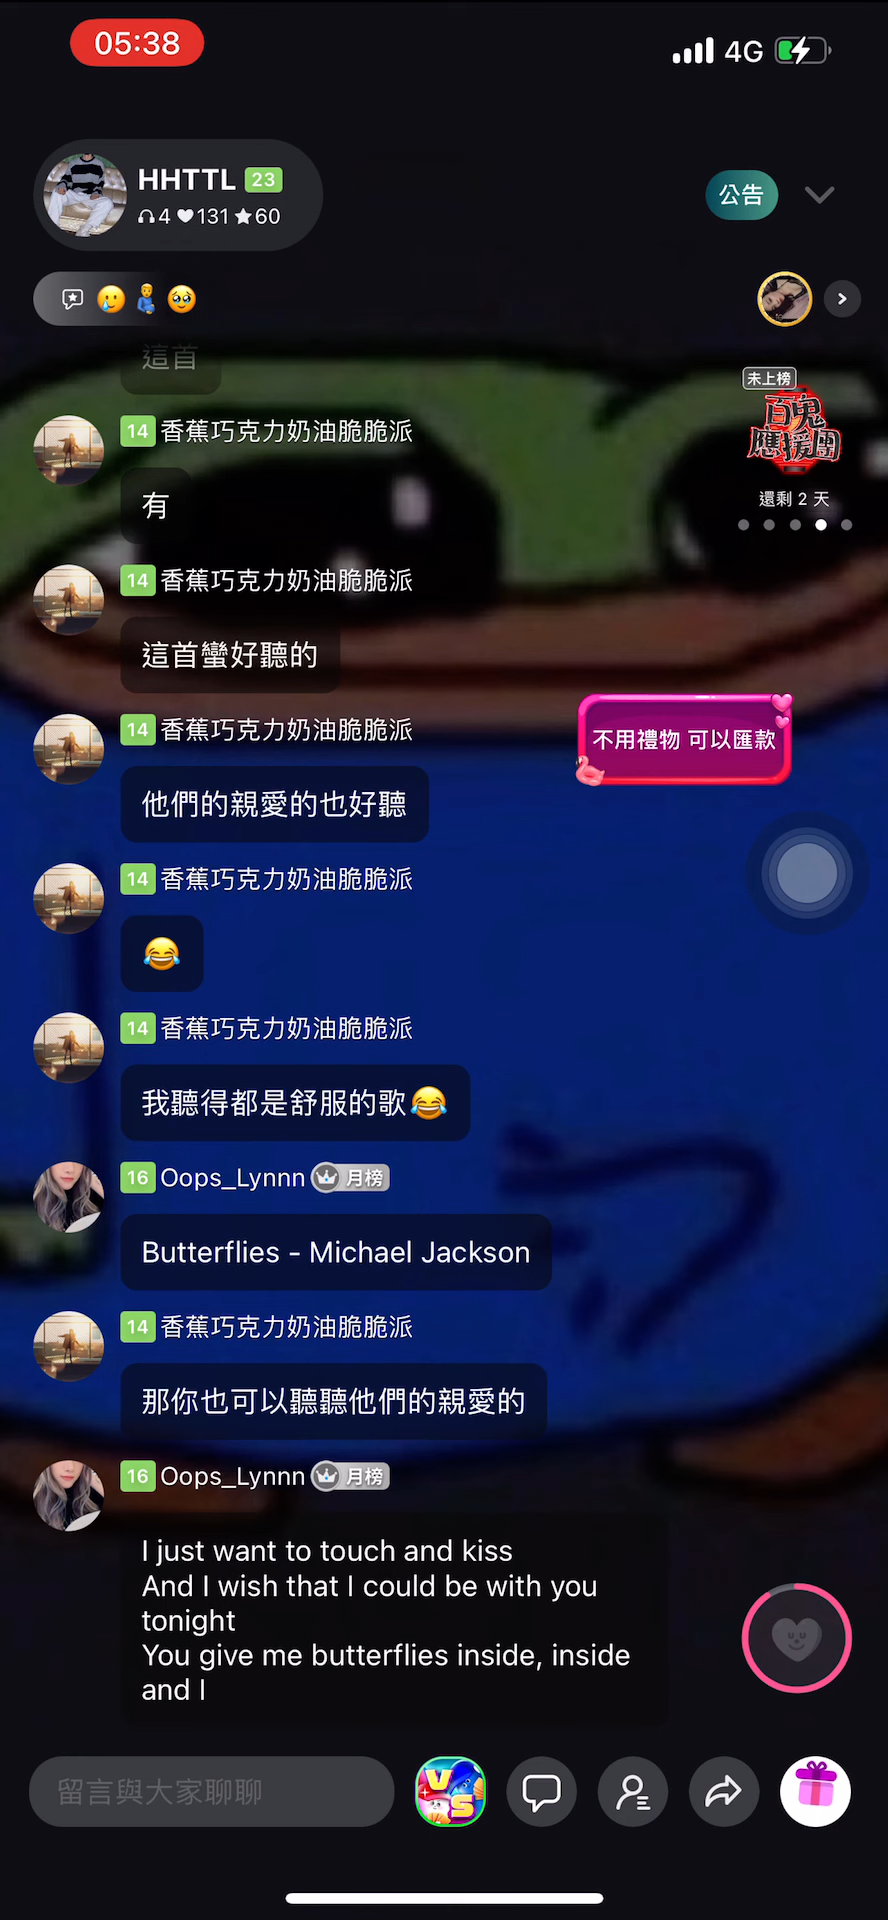 05:38
4G
HHTTL 23
4 131 60
公告
這首
未上榜
百鬼
應援團
還剩 2 天
14 香蕉巧克力奶油脆脆派
有
14 香蕉巧克力奶油脆脆派
這首蠻好聽的
14 香蕉巧克力奶油脆脆派
不用禮物 可以匯款
他們的親愛的也好聽
14 香蕉巧克力奶油脆脆派
😂
14 香蕉巧克力奶油脆脆派
我聽得都是舒服的歌😂
16 Oops_Lynnn 月榜
Butterflies - Michael Jackson
14 香蕉巧克力奶油脆脆派
那你也可以聽聽他們的親愛的
16 Oops_Lynnn 月榜
I just want to touch and kiss
And I wish that I could be with you
tonight
You give me butterflies inside, inside
and I
留言與大家聊聊
VS